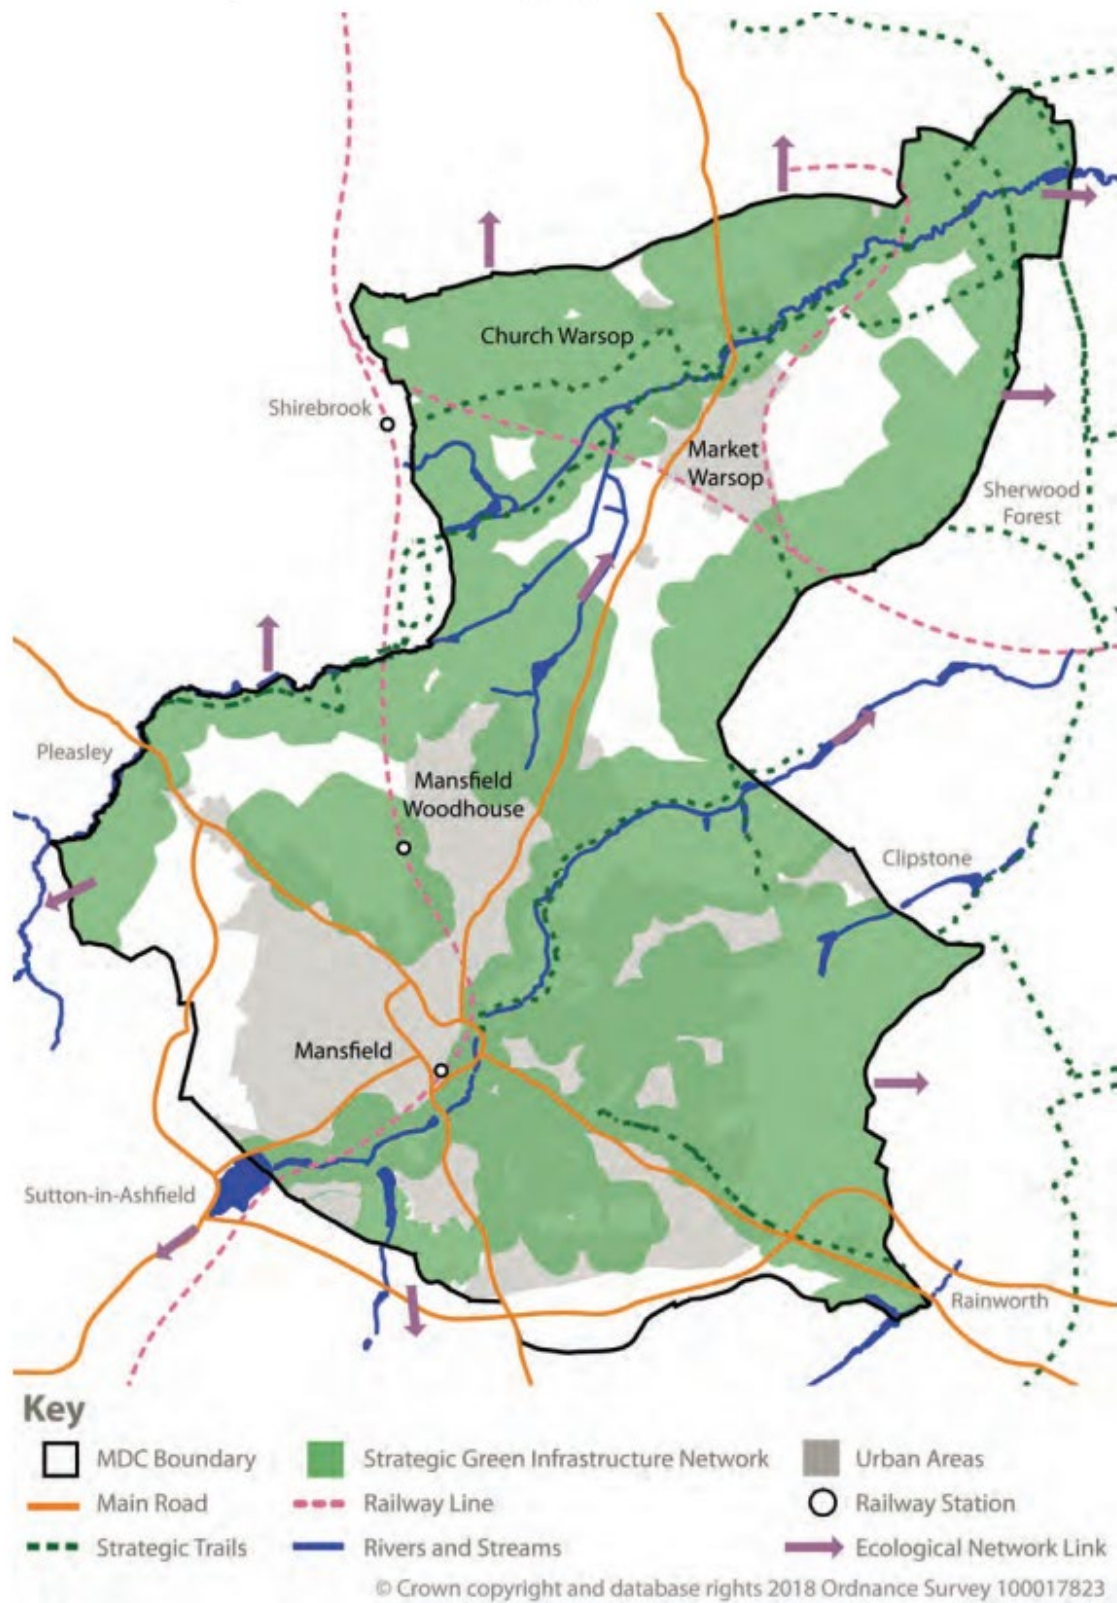 Church Warsop
Shirebrook
Market
Warsop
Sherwood
Forest
Pleasley
Mansfield
Woodhouse
Clipstone
Mansfield
Sutton-in-Ashfield
Rainworth
Key
MDC Boundary
Strategic Green Infrastructure Network
Urban Areas
Main Road
Railway Line
Railway Station
Strategic Trails
Rivers and Streams
Ecological Network Link
© Crown copyright and database rights 2018 Ordnance Survey 100017823